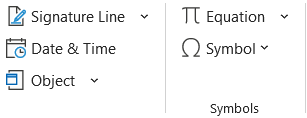 Signature Line
Date & Time
Object
π Equation
Ω Symbol
Symbols